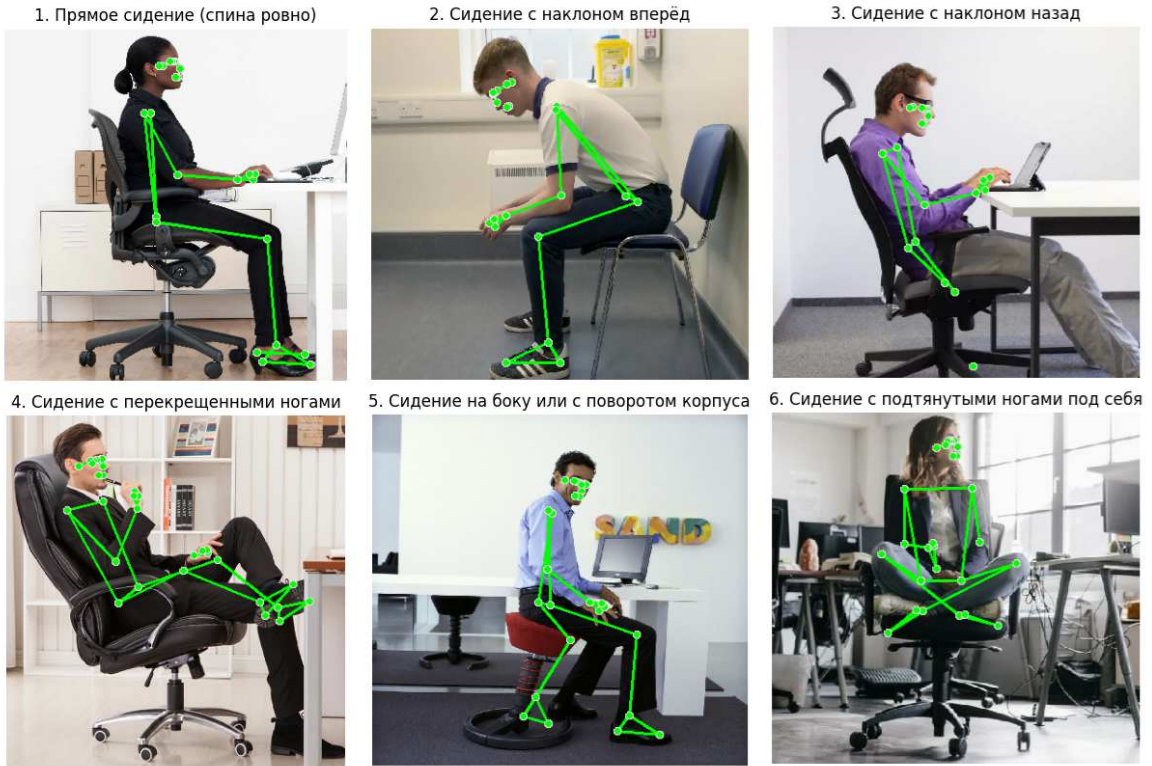 1. Прямое сидение (спина ровно)
2. Сидение с наклоном вперёд
3. Сидение с наклоном назад
4. Сидение с перекрещенными ногами
5. Сидение на боку или с поворотом корпуса
6. Сидение с подтянутыми ногами под себя
SAND